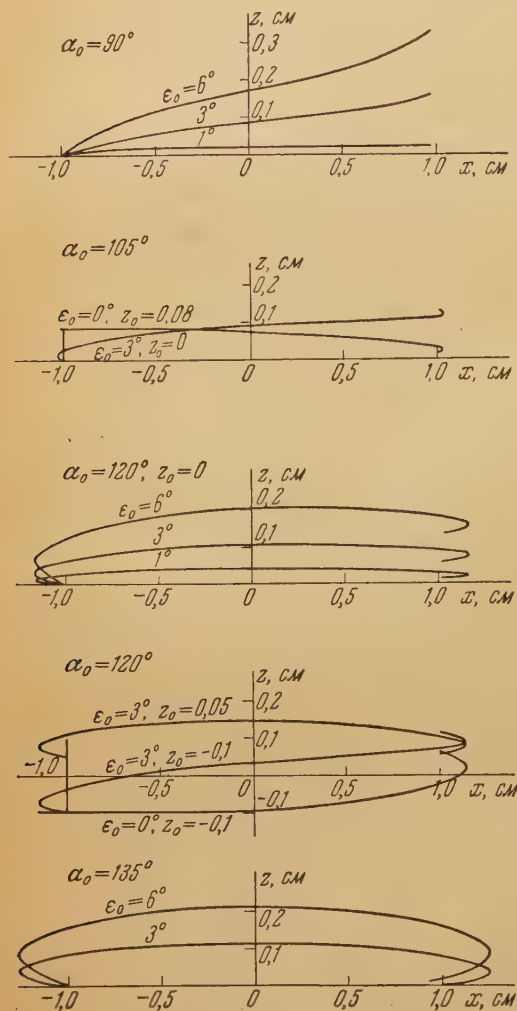 z, см
α₀=90°
0,3
ε₀=6°
0,2
3°
0,1
1°
-1,0 -0,5 0 0,5 1,0 x, см
α₀=105°
z, см
0,2
ε₀=0°, z₀=0,08
0,1
ε₀=3°, z₀=0
-1,0 -0,5 0 0,5 1,0 x, см
α₀=120°, z₀=0
z, см
ε₀=6°
0,2
3°
0,1
1°
-1,0 -0,5 0 0,5 1,0 x, см
α₀=120°
z, см
ε₀=3°, z₀=0,05
0,2
0,1
-1,0
ε₀=3°, z₀=-0,1
-0,5 0 0,5 1,0 x, см
-0,1
ε₀=0°, z₀=-0,1
α₀=135°
z, см
ε₀=6°
0,2
3°
0,1
-1,0 -0,5 0 0,5 1,0 x, см